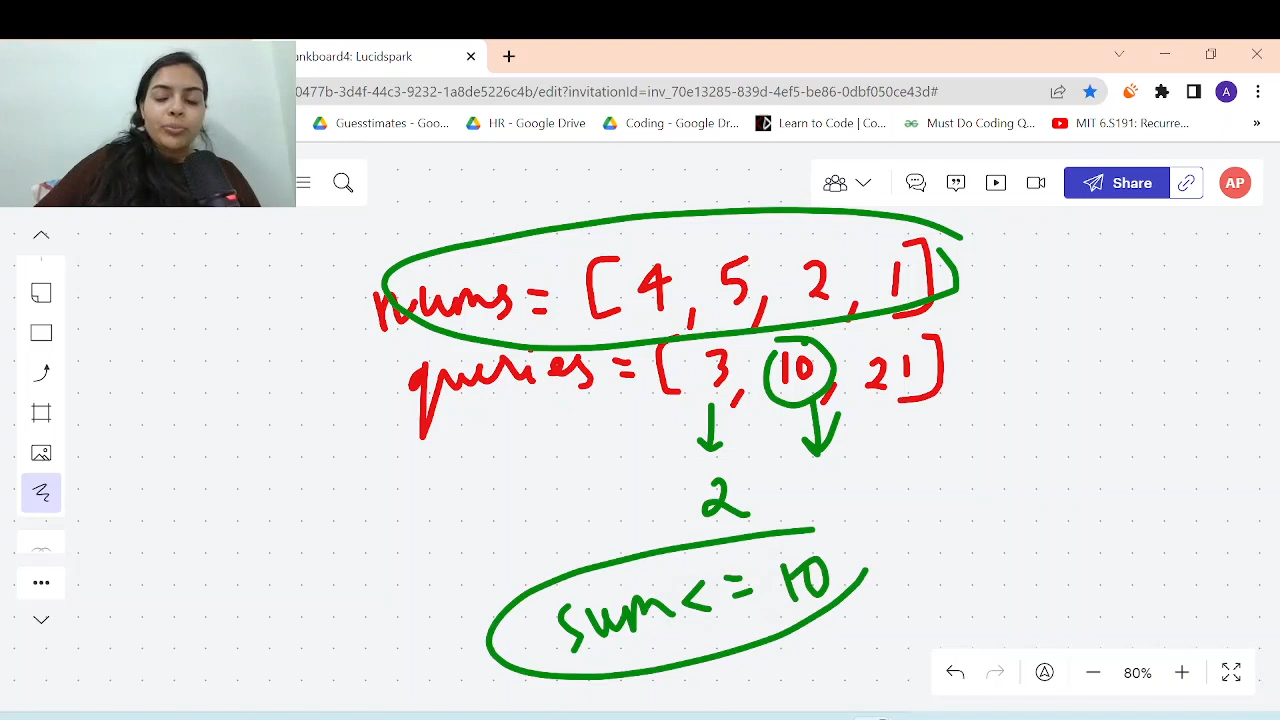 ankboard4: Lucidspark
0477b-3d4f-44c3-9232-1a8de5226c4b/edit?invitationId=inv_70e13285-839d-4ef5-be86-0dbf050ce43d#
A
Guesstimates - Goo...
HR - Google Drive
Coding - Google Dr...
Learn to Code | Co...
Must Do Coding Q...
MIT 6.S191: Recurre...
»
Share
AP
nums = [4, 5, 2, 1]
queries = [3, 10, 21]
2
sum <= 10
80%